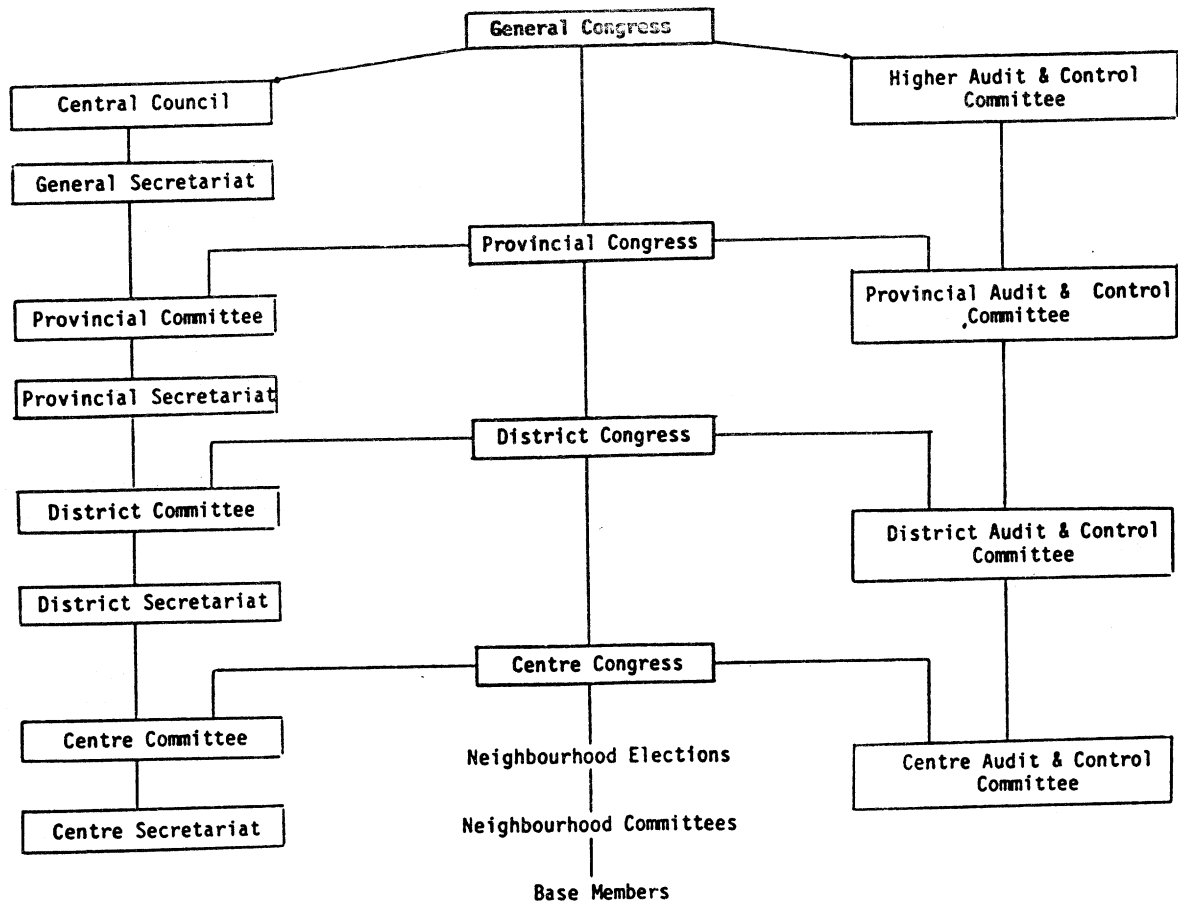 General Congress
Central Council
Higher Audit & Control
Committee
General Secretariat
Provincial Congress
Provincial Committee
Provincial Audit & Control
Committee
Provincial Secretariat
District Congress
District Committee
District Audit & Control
Committee
District Secretariat
Centre Congress
Centre Committee
Neighbourhood Elections
Centre Audit & Control
Committee
Centre Secretariat
Neighbourhood Committees
Base Members